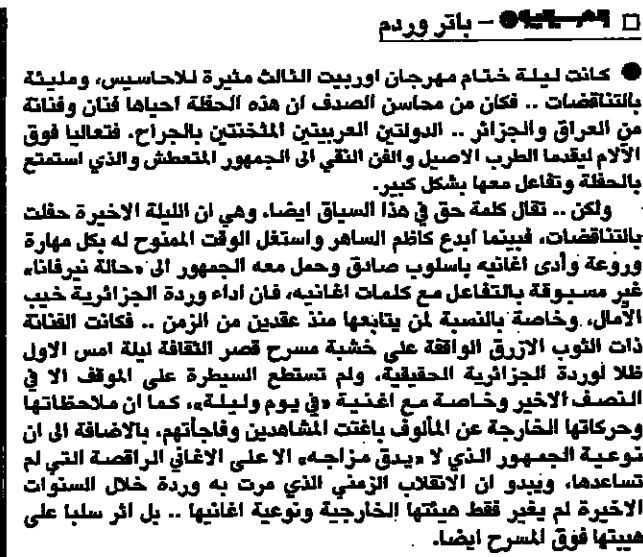 – باتر وردم
● كانت ليلة ختام مهرجان اوربيت الثالث مثيرة للاحاسيس، ومليئة
بالتناقضات .. فكان من محاسن الصدف ان هذه الحفلة احياها فنان وفنانة
من العراق والجزائر .. الدولتين العربيتين المثخنتين بالجراح، فتعاليا فوق
الآلام ليقدما الطرب الاصيل والفن النقي الى الجمهور المتعطش والذي استمتع
بالحفلة وتفاعل معها بشكل كبير.
ولكن .. تقال كلمة حق في هذا السياق ايضا، وهي ان الليلة الاخيرة حفلت
بالتناقضات، فبينما ابدع كاظم الساهر واستغل الوقت الممنوح له بكل مهارة
وروعة وأدى اغانيه باسلوب صادق وحمل معه الجمهور الى «حالة نيرفانا»
غير مسبوقة بالتفاعل مع كلمات اغانيه، فان اداء وردة الجزائرية خيب
الآمال، وخاصة بالنسبة لمن يتابعها منذ عقدين من الزمن .. فكانت الفنانة
ذات الثوب الازرق الواقفة على خشبة مسرح قصر الثقافة ليلة امس الاول
ظلا لوردة الجزائرية الحقيقية، ولم تستطع السيطرة على الموقف الا في
النصف الاخير وخاصة مع اغنية «في يوم وليلة»، كما ان ملاحظاتها
وحركاتها الخارجة عن المألوف باغتت المشاهدين وفاجأتهم، بالاضافة الى ان
نوعية الجمهور الذي لا «يدق مزاجه» الا على الاغاني الراقصة التي لم
تساعدها، ويبدو ان الانقلاب الزمني الذي مرت به وردة خلال السنوات
الاخيرة لم يغير فقط هيئتها الخارجية ونوعية اغانيها .. بل اثر سلبا على
هيبتها فوق المسرح ايضا.